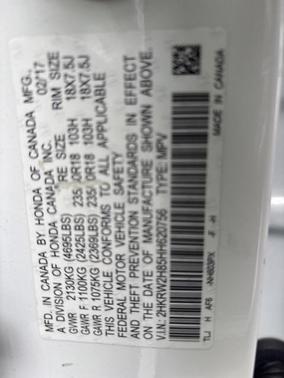 MFD. IN CANADA BY HONDA OF CANADA MFG.,
A DIVISION OF HONDA CANADA INC. 02/17
TIRE SIZE RIM SIZE
GVWR 2130KG (4695LBS)
GAWR F 1100KG (2425LBS) 235/ 0R18 103H 18X7.5J
GAWR R 1075KG (2369LBS) 235/ 0R18 103H 18X7.5J
THIS VEHICLE CONFORMS TO ALL APPLICABLE
FEDERAL MOTOR VEHICLE SAFETY
AND THEFT PREVENTION STANDARDS IN EFFECT
ON THE DATE OF MANUFACTURE SHOWN ABOVE.
V.I.N.: 2HKRW2H85HH620756 TYPE: MPV
MADE IN CANADA
TLJ H AF6 -NH603PX -F -H